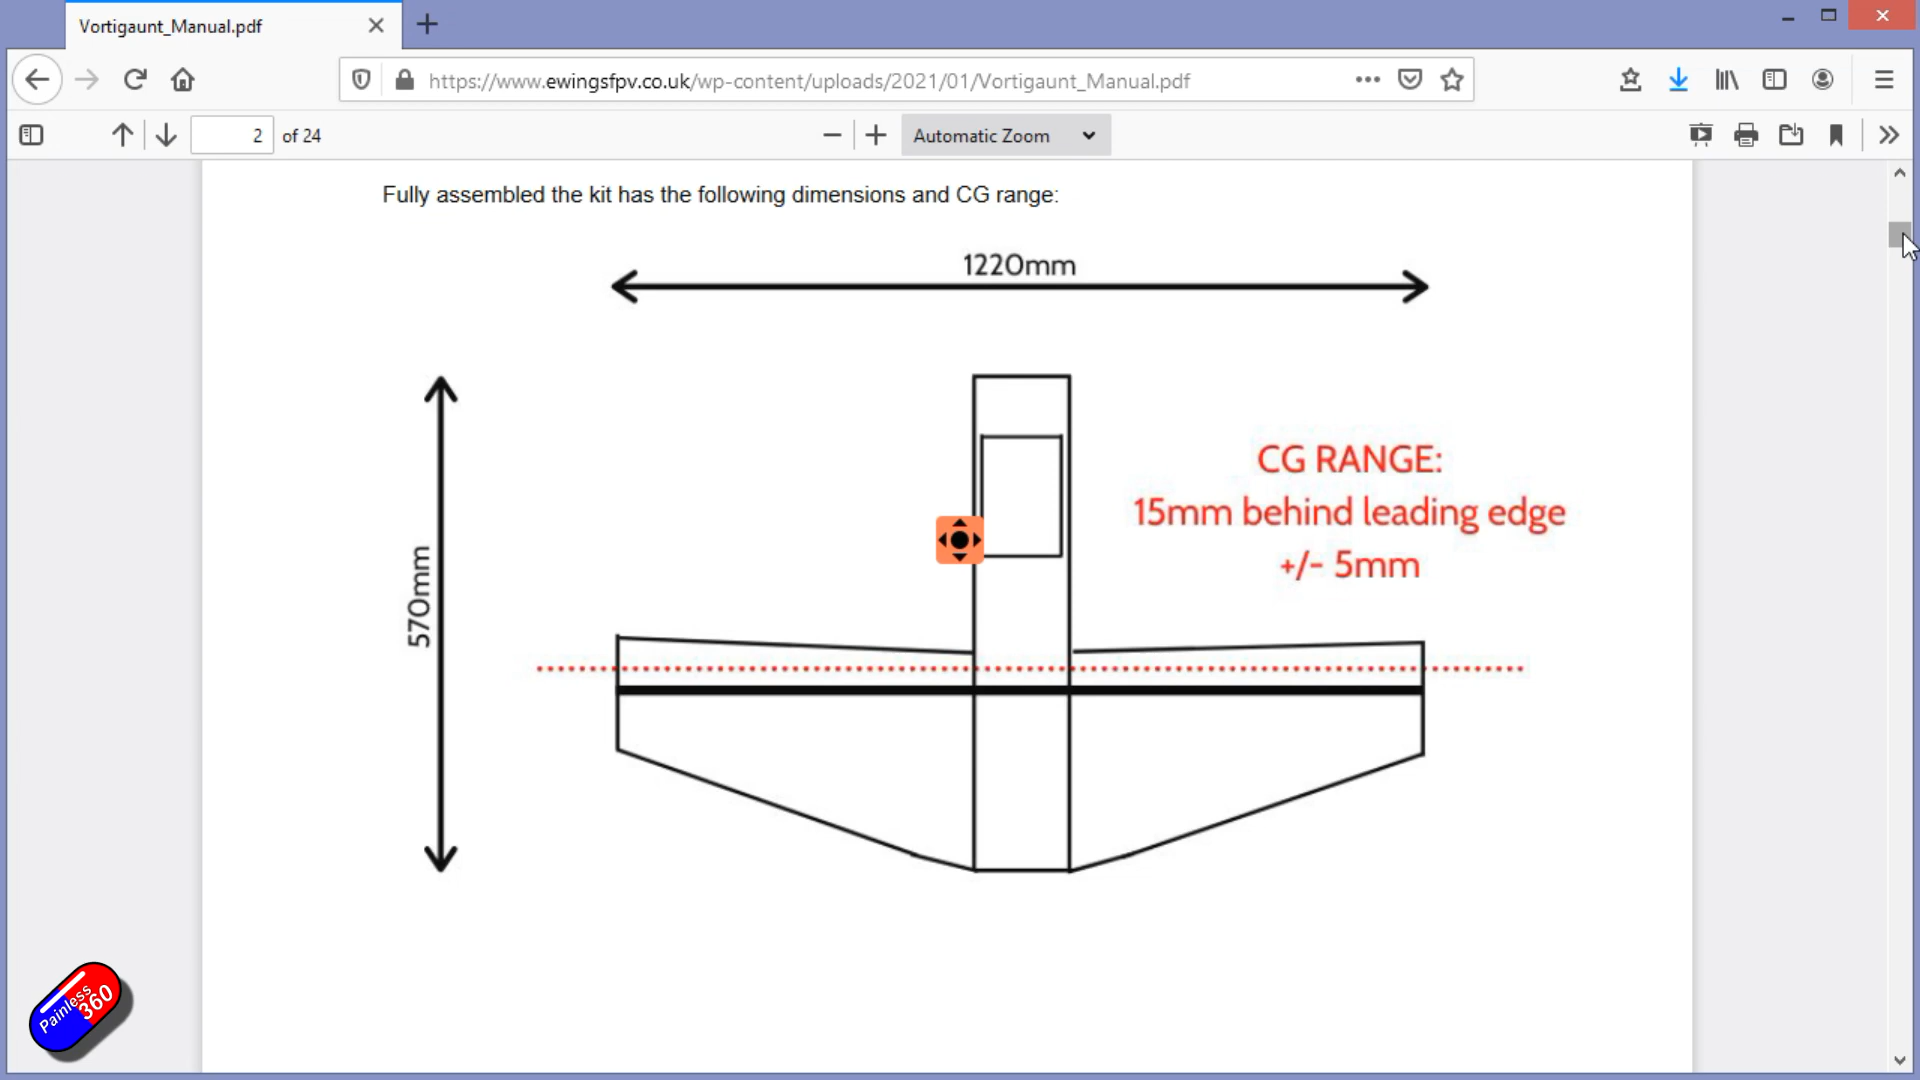 Vortigaunt_Manual.pdf
https://www.ewingsfpv.co.uk/wp-content/uploads/2021/01/Vortigaunt_Manual.pdf
2 of 24
Automatic Zoom
Fully assembled the kit has the following dimensions and CG range:
1220mm
570mm
CG RANGE:
15mm behind leading edge
+/- 5mm
Painless
360